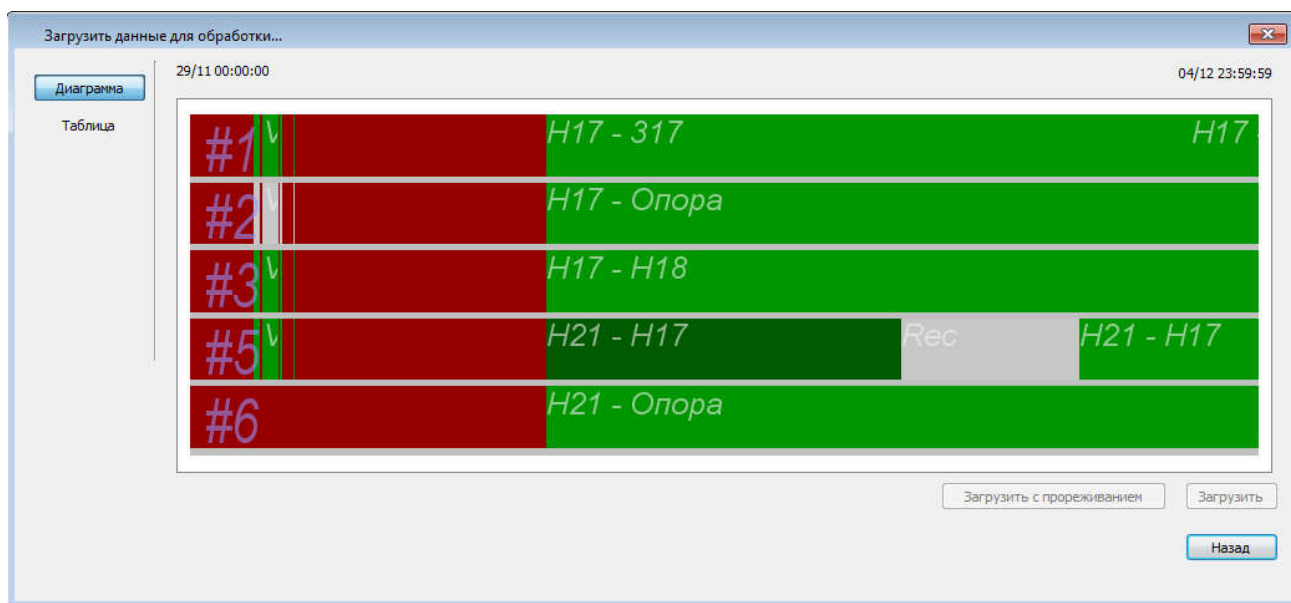 Загрузить данные для обработки...
29/11 00:00:00
04/12 23:59:59
Диаграмма
Таблица
#1 V H17 - 317 H17 -
#2 V H17 - Опора
#3 V H17 - H18
#5 V H21 - H17 Rec H21 - H17
#6 H21 - Опора
Загрузить с прореживанием Загрузить
Назад